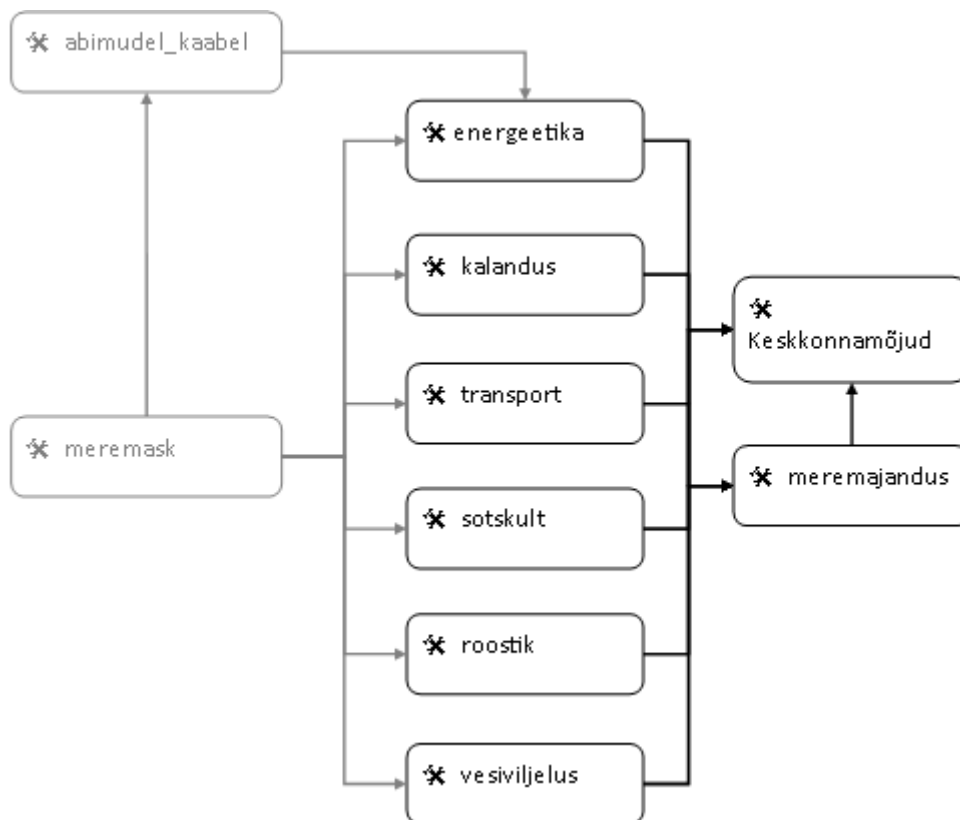 abimudel_kaabel
energeetika
kalandus
Keskkonnamõjud
transport
meremask
meremajandus
sotskult
roostik
vesiviljelus